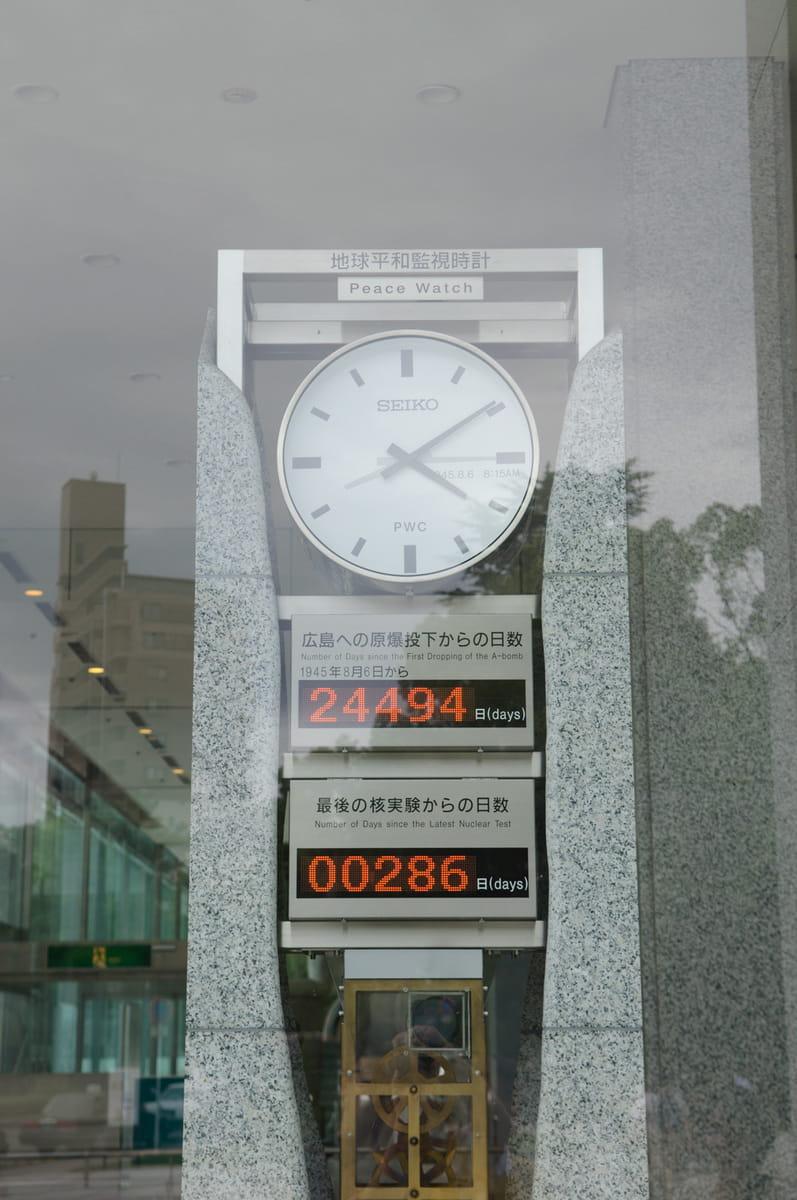 地球平和監視時計
Peace Watch
SEIKO
8:15AM
PWC
広島への原爆投下からの日数
Number of Days since the First Dropping of the A-bomb
1945年8月6日から
24494 日(days)
最後の核実験からの日数
Number of Days since the Latest Nuclear Test
00286 日(days)